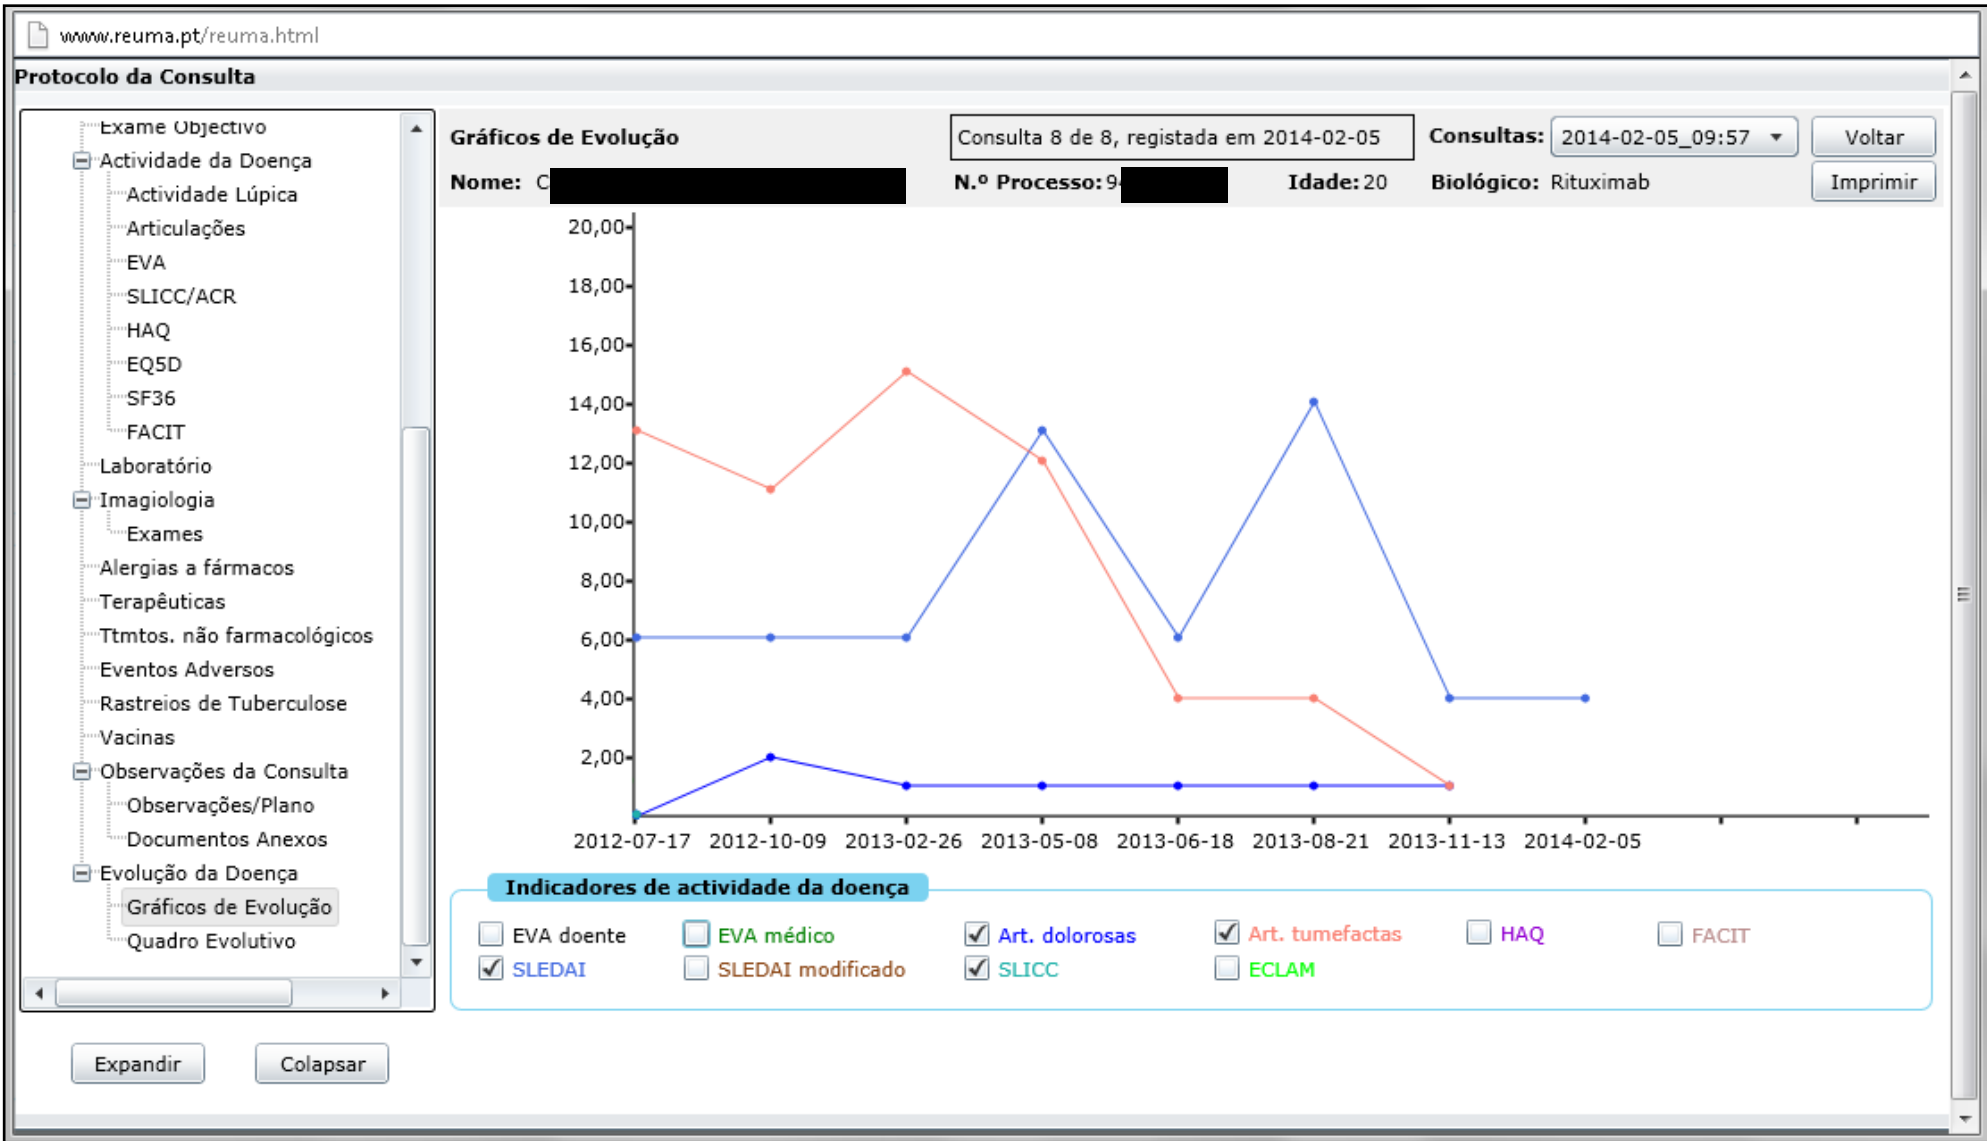 www.reuma.pt/reuma.html
Protocolo da Consulta
Exame Objectivo
Actividade da Doença
Actividade Lúpica
Articulações
EVA
SLICC/ACR
HAQ
EQ5D
SF36
FACIT
Laboratório
Imagiologia
Exames
Alergias a fármacos
Terapêuticas
Ttmtos. não farmacológicos
Eventos Adversos
Rastreios de Tuberculose
Vacinas
Observações da Consulta
Observações/Plano
Documentos Anexos
Evolução da Doença
Gráficos de Evolução
Quadro Evolutivo
Expandir Colapsar
Gráficos de Evolução Consulta 8 de 8, registada em 2014-02-05 Consultas: 2014-02-05_09:57 Voltar
Nome: C N.º Processo: 9 Idade: 20 Biológico: Rituximab Imprimir
20,00
18,00
16,00
14,00
12,00
10,00
8,00
6,00
4,00
2,00
2012-07-17 2012-10-09 2013-02-26 2013-05-08 2013-06-18 2013-08-21 2013-11-13 2014-02-05
Indicadores de actividade da doença
EVA doente EVA médico Art. dolorosas Art. tumefactas HAQ FACIT
SLEDAI SLEDAI modificado SLICC ECLAM